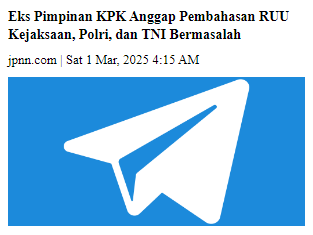 Eks Pimpinan KPK Anggap Pembahasan RUU
Kejaksaan, Polri, dan TNI Bermasalah
jpnn.com | Sat 1 Mar, 2025 4:15 AM